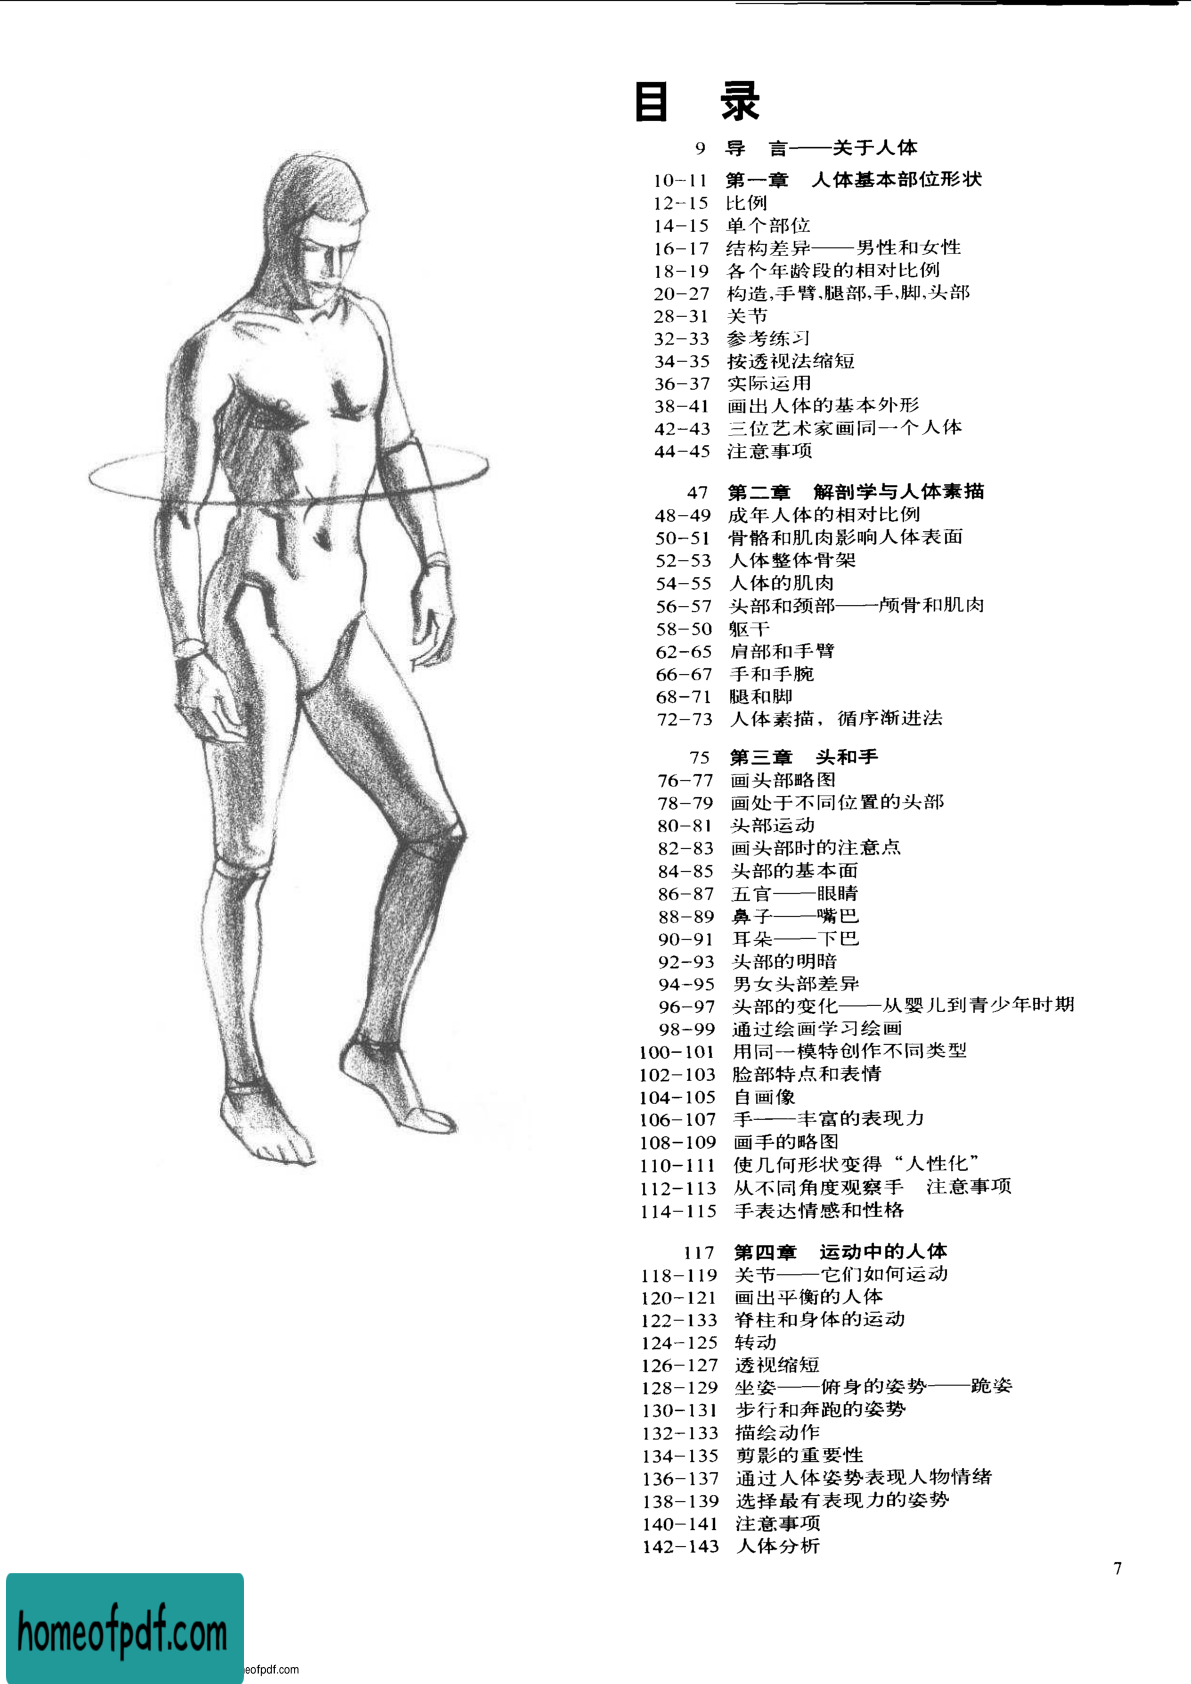 目 录
9 导 言——关于人体
10-11 第一章 人体基本部位形状
12-15 比例
14-15 单个部位
16-17 结构差异——男性和女性
18-19 各个年龄段的相对比例
20-27 构造,手臂,腿部,手,脚,头部
28-31 关节
32-33 参考练习
34-35 按透视法缩短
36-37 实际运用
38-41 画出人体的基本外形
42-43 三位艺术家画同一个人体
44-45 注意事项
47 第二章 解剖学与人体素描
48-49 成年人体的相对比例
50-51 骨骼和肌肉影响人体表面
52-53 人体整体骨架
54-55 人体的肌肉
56-57 头部和颈部——颅骨和肌肉
58-50 躯干
62-65 肩部和手臂
66-67 手和手腕
68-71 腿和脚
72-73 人体素描，循序渐进法
75 第三章 头和手
76-77 画头部略图
78-79 画处于不同位置的头部
80-81 头部运动
82-83 画头部时的注意点
84-85 头部的基本面
86-87 五官——眼睛
88-89 鼻子——嘴巴
90-91 耳朵——下巴
92-93 头部的明暗
94-95 男女头部差异
96-97 头部的变化——从婴儿到青少年时期
98-99 通过绘画学习绘画
100-101 用同一模特创作不同类型
102-103 脸部特点和表情
104-105 自画像
106-107 手——丰富的表现力
108-109 画手的略图
110-111 使几何形状变得“人性化”
112-113 从不同角度观察手 注意事项
114-115 手表达情感和性格
117 第四章 运动中的人体
118-119 关节——它们如何运动
120-121 画出平衡的人体
122-133 脊柱和身体的运动
124-125 转动
126-127 透视缩短
128-129 坐姿——俯身的姿势——跪姿
130-131 步行和奔跑的姿势
132-133 描绘动作
134-135 剪影的重要性
136-137 通过人体姿势表现人物情绪
138-139 选择最有表现力的姿势
140-141 注意事项
142-143 人体分析
7
homeofpdf.com
eofpdf.com